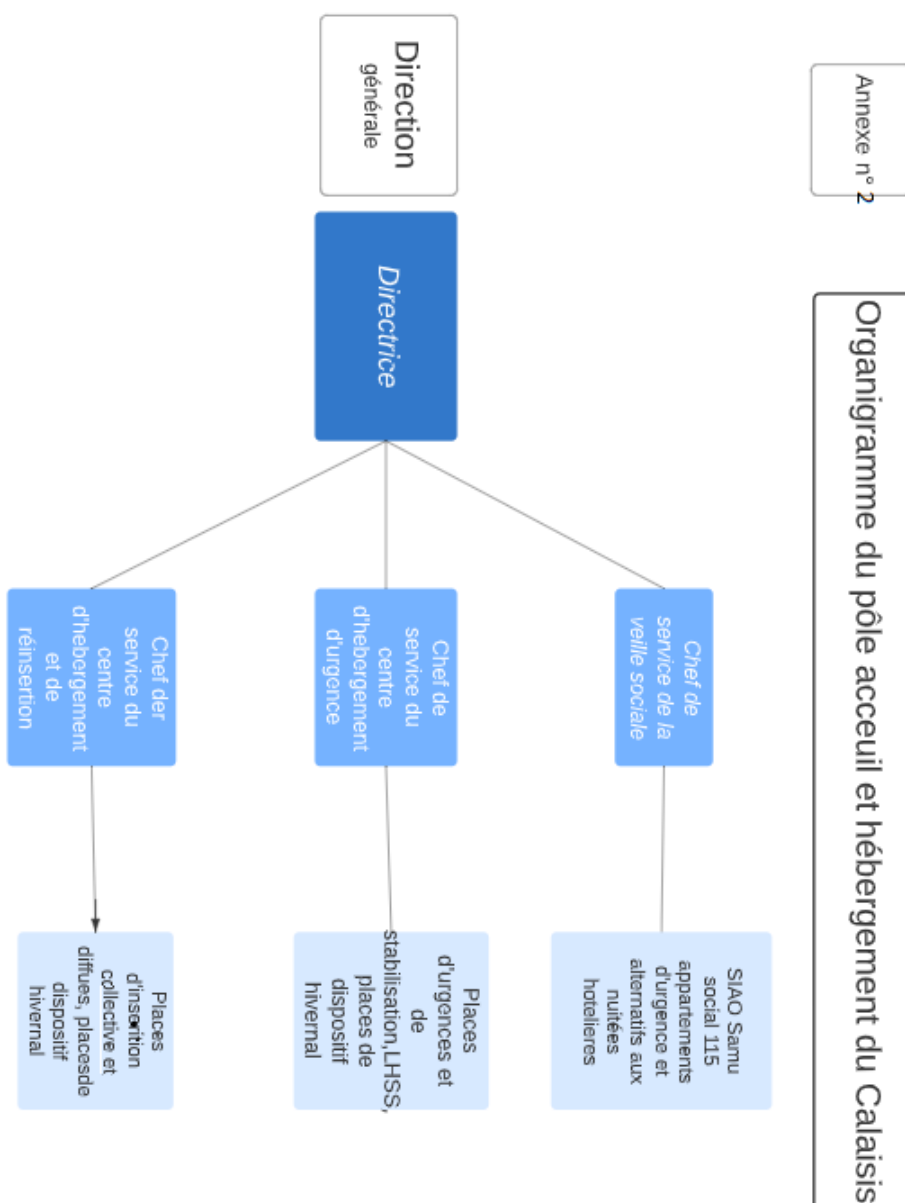 Annexe n° 2
Organigramme du pôle acceuil et hébergement du Calaisis
Direction
générale
Directrice
Chef de
service de la
veille sociale
SIAO Samu
social 115
appartements
d'urgence et
alternatifs aux
nuitées
hotelieres
Chef de
service du
centre
d'hebergement
d'urgence
Places
d'urgences et
de
stabilisation,LHSS,
places de
dispositif
hivernal
Chef der
service du
centre
d'hebergement
et de
réinsertion
Places
d'insertion
collective et
diffues, placesde
dispositif
hivernal